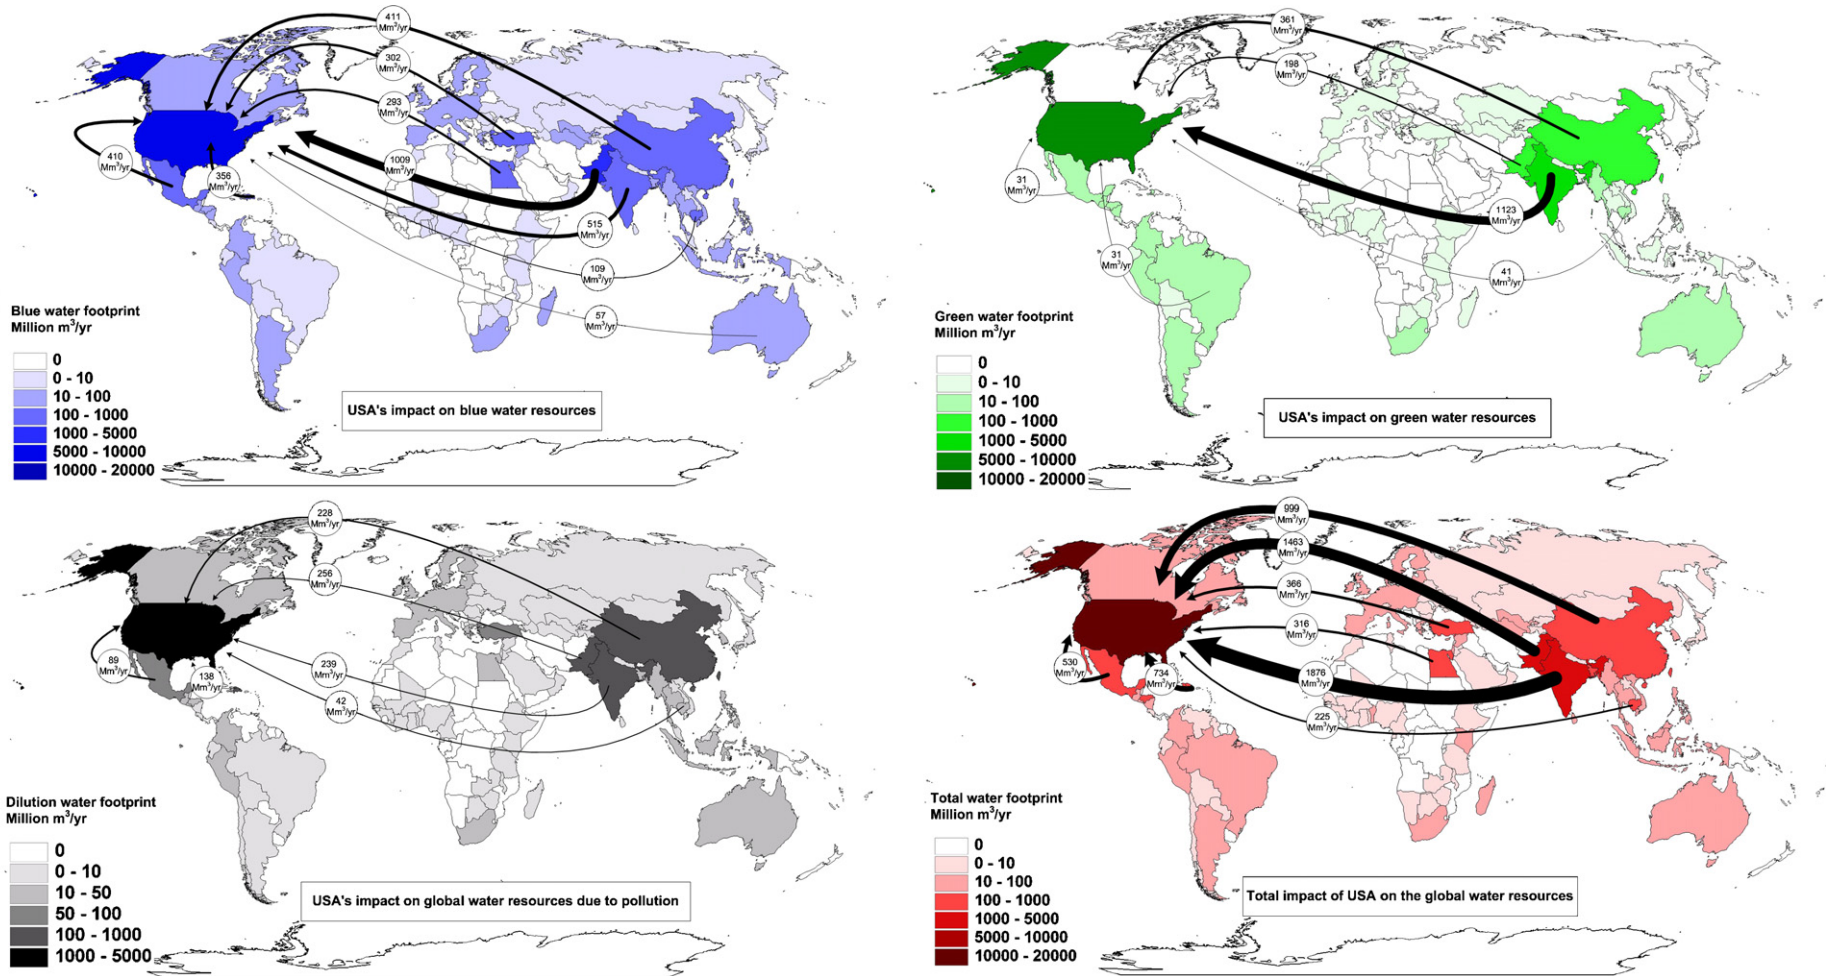 411
Mm³/yr
302
Mm³/yr
293
Mm³/yr
410
Mm³/yr
356
Mm³/yr
1009
Mm³/yr
515
Mm³/yr
109
Mm³/yr
57
Mm³/yr
Blue water footprint
Million m³/yr
0
0 - 10
10 - 100
100 - 1000
1000 - 5000
5000 - 10000
10000 - 20000
USA's impact on blue water resources
361
Mm³/yr
198
Mm³/yr
31
Mm³/yr
31
Mm³/yr
1123
Mm³/yr
41
Mm³/yr
Green water footprint
Million m³/yr
0
0 - 10
10 - 100
100 - 1000
1000 - 5000
5000 - 10000
10000 - 20000
USA's impact on green water resources
228
Mm³/yr
256
Mm³/yr
89
Mm³/yr
138
Mm³/yr
239
Mm³/yr
42
Mm³/yr
Dilution water footprint
Million m³/yr
0
0 - 10
10 - 50
50 - 100
100 - 1000
1000 - 5000
USA's impact on global water resources due to pollution
999
Mm³/yr
1463
Mm³/yr
366
Mm³/yr
316
Mm³/yr
530
Mm³/yr
734
Mm³/yr
1876
Mm³/yr
225
Mm³/yr
Total water footprint
Million m³/yr
0
0 - 10
10 - 100
100 - 1000
1000 - 5000
5000 - 10000
10000 - 20000
Total impact of USA on the global water resources